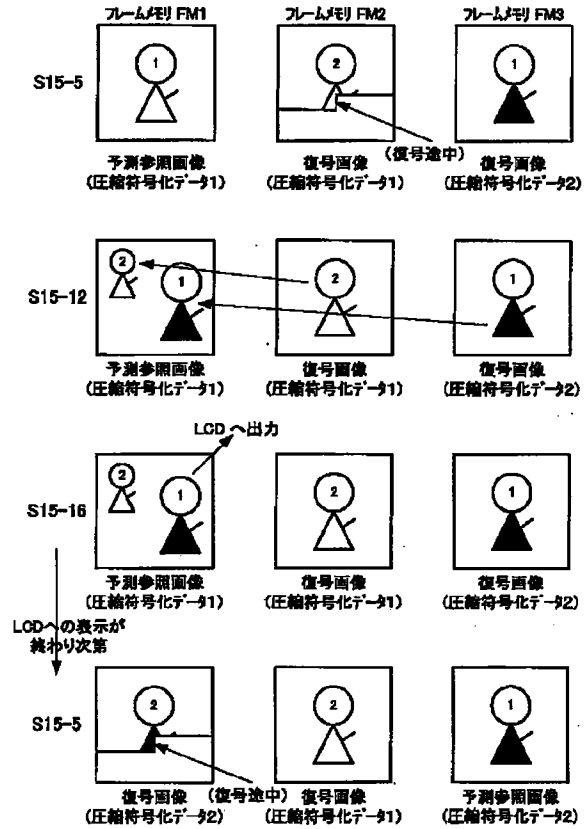 フレームメモリ FM1
フレームメモリ FM2
フレームメモリ FM3
S15-5
1
2
1
(復号途中)
予測参照画像
(圧縮符号化データ1)
復号画像
(圧縮符号化データ1)
復号画像
(圧縮符号化データ2)
S15-12
2
1
2
1
予測参照画像
(圧縮符号化データ1)
復号画像
(圧縮符号化データ1)
復号画像
(圧縮符号化データ2)
LCD へ出力
S15-16
2
1
2
1
予測参照画像
(圧縮符号化データ1)
復号画像
(圧縮符号化データ1)
復号画像
(圧縮符号化データ2)
LCDへの表示が
終わり次第
S15-5
2
2
1
(復号途中)
復号画像
(圧縮符号化データ2)
復号画像
(圧縮符号化データ1)
予測参照画像
(圧縮符号化データ2)